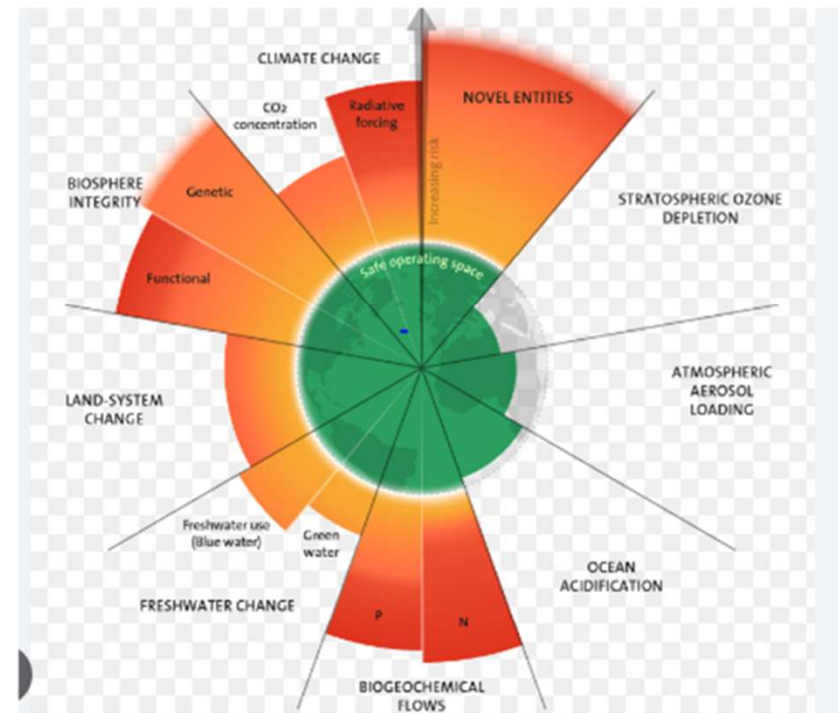 CLIMATE CHANGE
CO2
concentration
Radiative
forcing
NOVEL ENTITIES
Increasing risk
BIOSPHERE
INTEGRITY
Genetic
Functional
STRATOSPHERIC OZONE
DEPLETION
Safe operating space
LAND-SYSTEM
CHANGE
ATMOSPHERIC
AEROSOL
LOADING
Freshwater use
(Blue water)
Green
water
FRESHWATER CHANGE
P
N
OCEAN
ACIDIFICATION
BIOGEOCHEMICAL
FLOWS